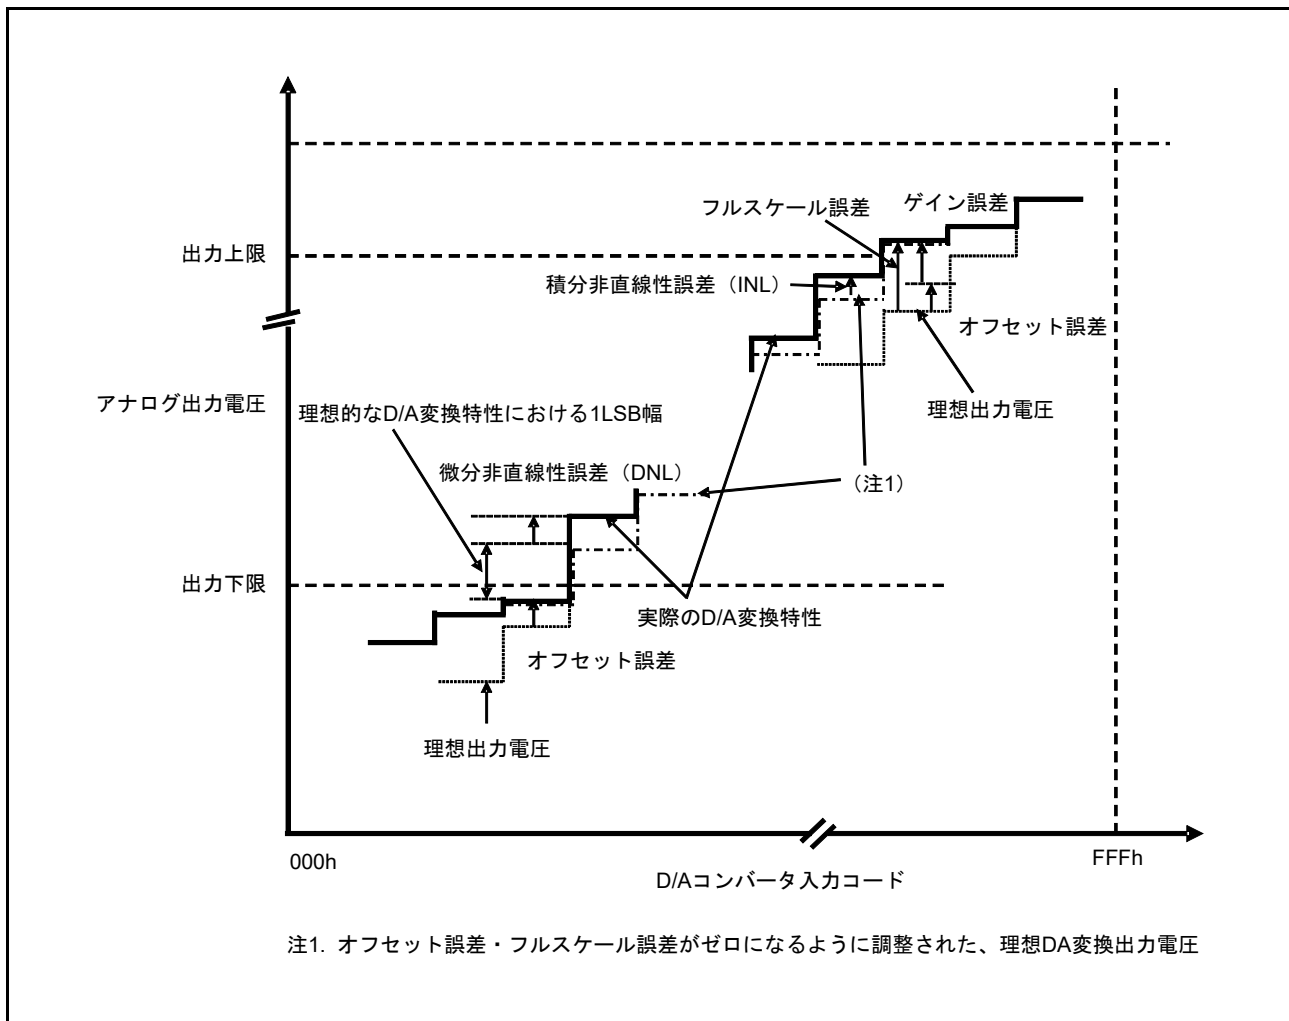 フルスケール誤差
ゲイン誤差
出力上限
積分非直線性誤差（INL）
オフセット誤差
アナログ出力電圧
理想的なD/A変換特性における1LSB幅
理想出力電圧
微分非直線性誤差（DNL）
（注1）
出力下限
実際のD/A変換特性
オフセット誤差
理想出力電圧
000h
FFFh
D/Aコンバータ入力コード
注1. オフセット誤差・フルスケール誤差がゼロになるように調整された、理想DA変換出力電圧